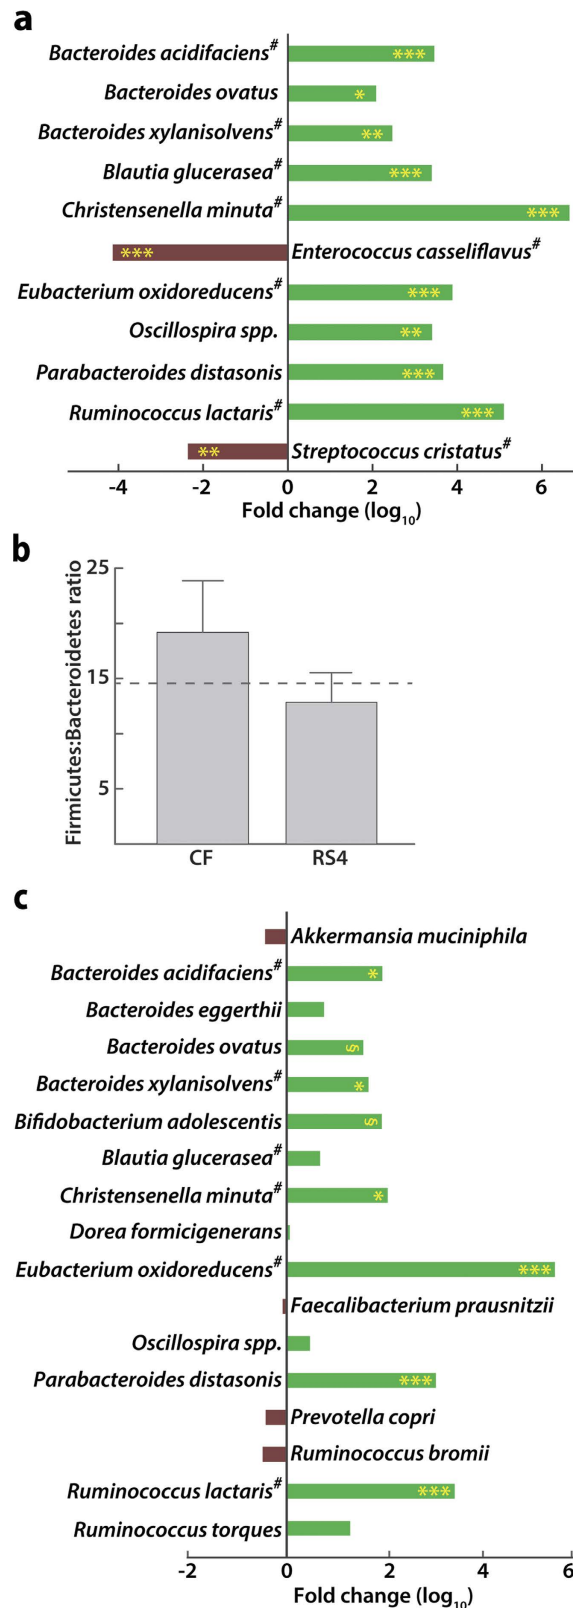 a
Bacteroides acidifaciens#
***
Bacteroides ovatus
*
Bacteroides xylanisolvens#
**
Blautia glucerasea#
***
Christensenella minuta#
***
*** Enterococcus casseliflavus#
Eubacterium oxidoreducens#
***
Oscillospira spp.
**
Parabacteroides distasonis
***
Ruminococcus lactaris#
***
** Streptococcus cristatus#
-4 -2 0 2 4 6
Fold change (log10)
b
Firmicutes:Bacteroidetes ratio
25
15
5
CF RS4
c
Akkermansia muciniphila
Bacteroides acidifaciens#
*
Bacteroides eggerthii
Bacteroides ovatus
§
Bacteroides xylanisolvens#
*
Bifidobacterium adolescentis
§
Blautia glucerasea#
Christensenella minuta#
*
Dorea formicigenerans
Eubacterium oxidoreducens#
***
Faecalibacterium prausnitzii
Oscillospira spp.
Parabacteroides distasonis
***
Prevotella copri
Ruminococcus bromii
Ruminococcus lactaris#
***
Ruminococcus torques
-2 0 2 4 6
Fold change (log10)